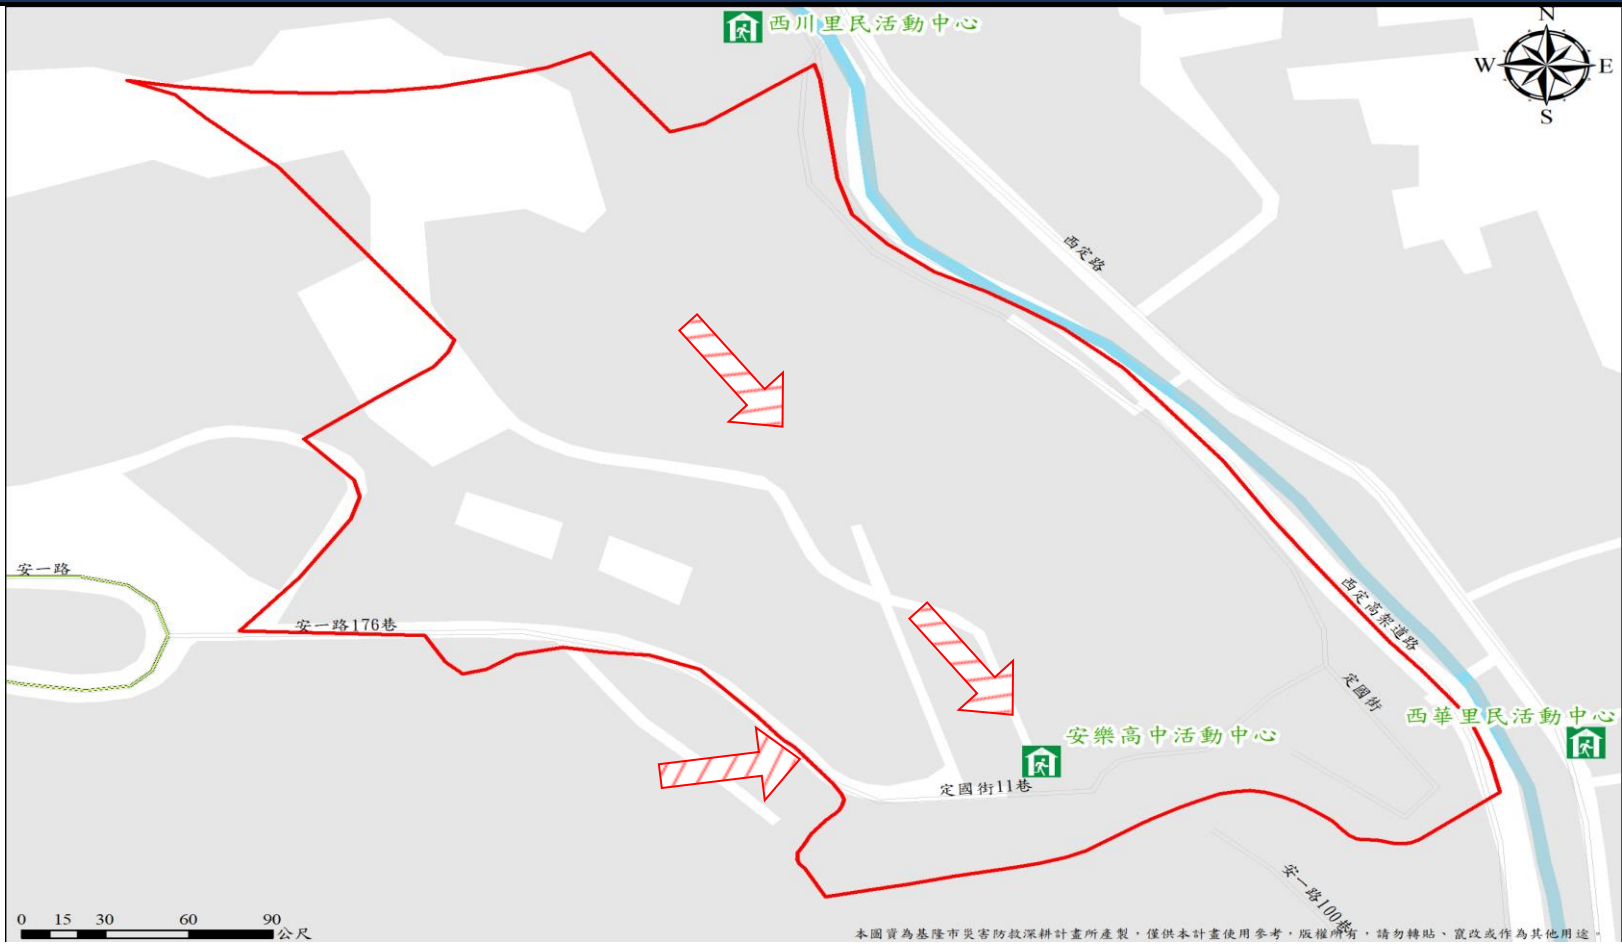 西川里民活動中心
N
W
E
S
西定路
安一路
安一路176巷
西定高架道路
定國街
西華里民活動中心
安樂高中活動中心
定國街11巷
安一路100巷
0 15 30 60 90
公尺
本圖資為基隆市災害防救深耕計畫所產製，僅供本計畫使用參考，版權所有，請勿轉貼、竄改或作為其他用途。